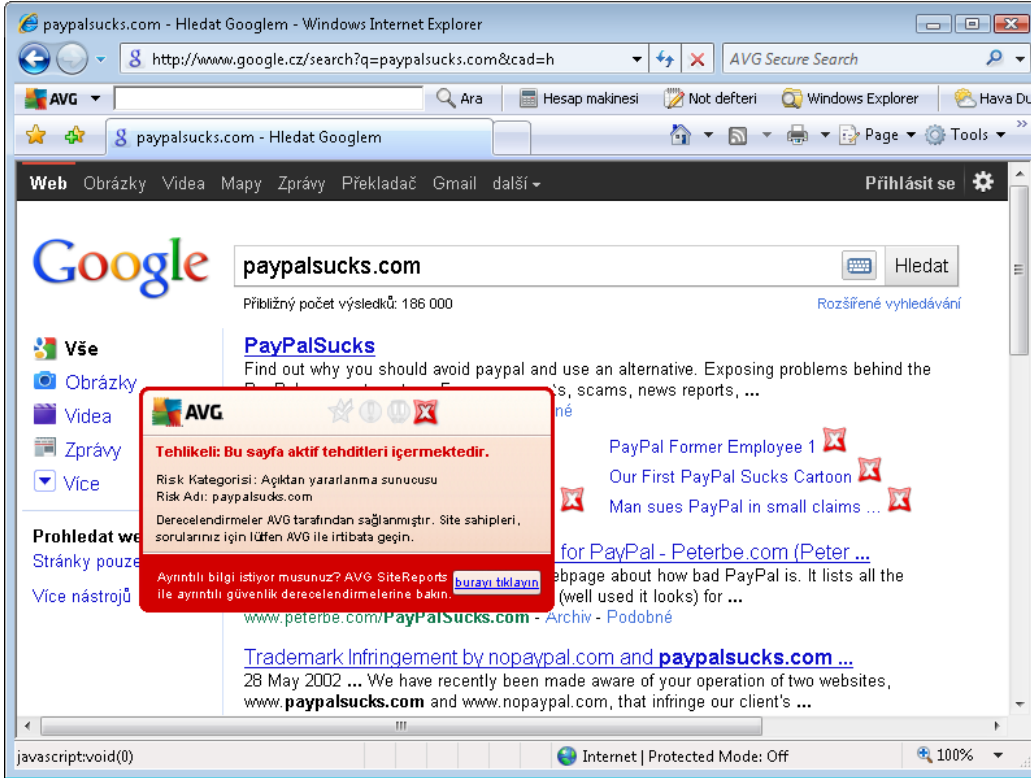 paypalsucks.com - Hledat Googlem - Windows Internet Explorer
http://www.google.cz/search?q=paypalsucks.com&cad=h
AVG Secure Search
AVG Ara Hesap makinesi Not defteri Windows Explorer Hava Du
paypalsucks.com - Hledat Googlem Page Tools
Web Obrázky Videa Mapy Zprávy Překladač Gmail další Přihlásit se
Google paypalsucks.com Hledat
Přibližný počet výsledků: 186 000 Rozšířené vyhledávání
Vše
Obrázky
Videa
Zprávy
Více
Prohledat we
Stránky pouze
Více nástrojů
PayPalSucks
Find out why you should avoid paypal and use an alternative. Exposing problems behind the
s, scams, news reports, ...
né
PayPal Former Employee 1
Our First PayPal Sucks Cartoon
Man sues PayPal in small claims ...
AVG
Tehlikeli: Bu sayfa aktif tehditleri içermektedir.
Risk Kategorisi: Açıktan yararlanma sunucusu
Risk Adı: paypalsucks.com
Derecelendirmeler AVG tarafından sağlanmıştır. Site sahipleri,
sorularınız için lütfen AVG ile irtibata geçin.
Ayrıntılı bilgi istiyor musunuz? AVG SiteReports
ile ayrıntılı güvenlik derecelendirmelerine bakın.
burayı tıklayın
for PayPal - Peterbe.com (Peter ...
ebpage about how bad PayPal is. It lists all the
(well used it looks) for ...
www.peterbe.com/PayPalSucks.com - Archiv - Podobné
Trademark Infringement by nopaypal.com and paypalsucks.com ...
28 May 2002 ... We have recently been made aware of your operation of two websites,
www.paypalsucks.com and www.nopaypal.com, that infringe our client's ...
javascript:void(0) Internet | Protected Mode: Off 100%